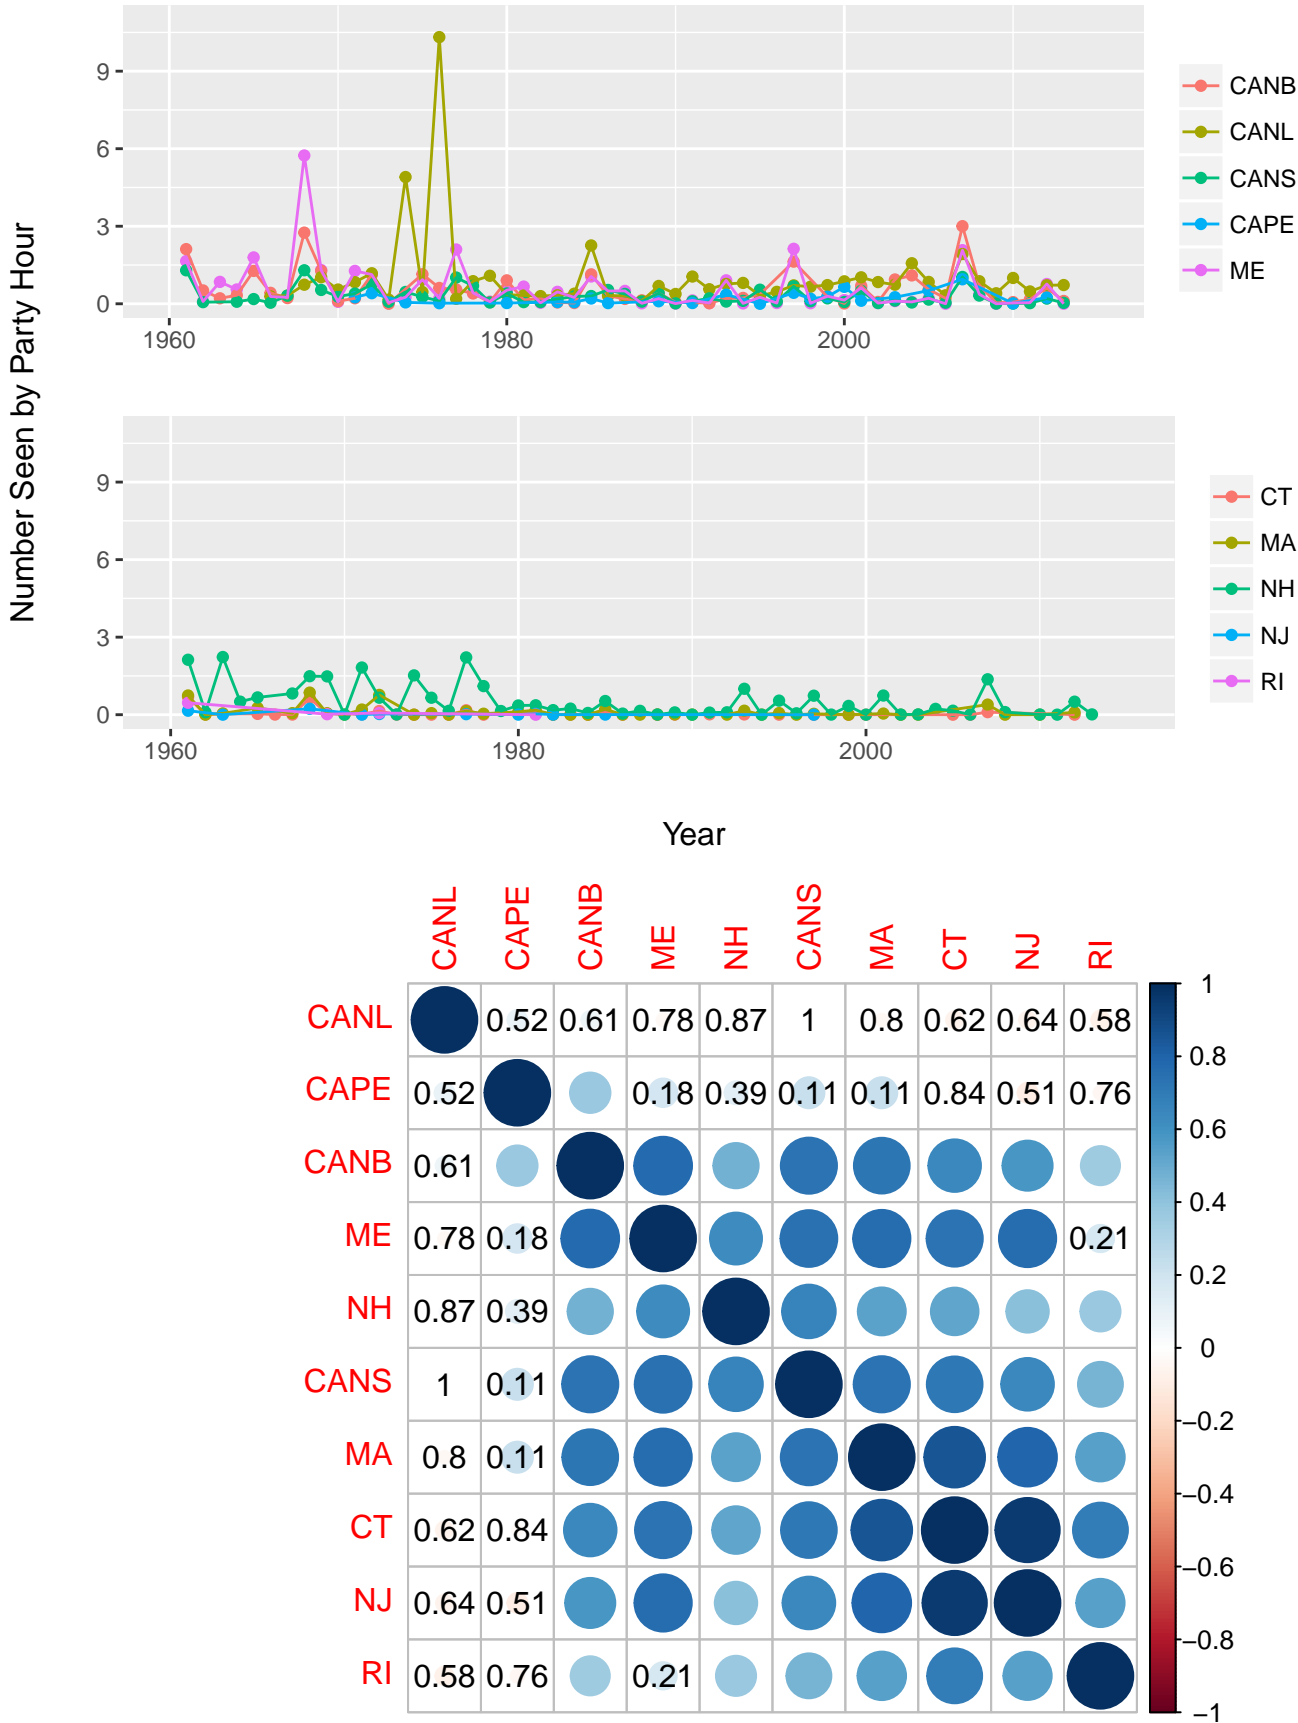 Number Seen by Party Hour
9
6
3
0
1960 1980 2000
CANB
CANL
CANS
CAPE
ME
9
6
3
0
1960 1980 2000
CT
MA
NH
NJ
RI
Year
CANL CAPE CANB ME NH CANS MA CT NJ RI
CANL 0.52 0.61 0.78 0.87 1 0.8 0.62 0.64 0.58
CAPE 0.52 0.18 0.39 0.11 0.11 0.84 0.51 0.76
CANB 0.61
ME 0.78 0.18 0.21
NH 0.87 0.39
CANS 1 0.11
MA 0.8 0.11
CT 0.62 0.84
NJ 0.64 0.51
RI 0.58 0.76 0.21
1
0.8
0.6
0.4
0.2
0
−0.2
−0.4
−0.6
−0.8
−1